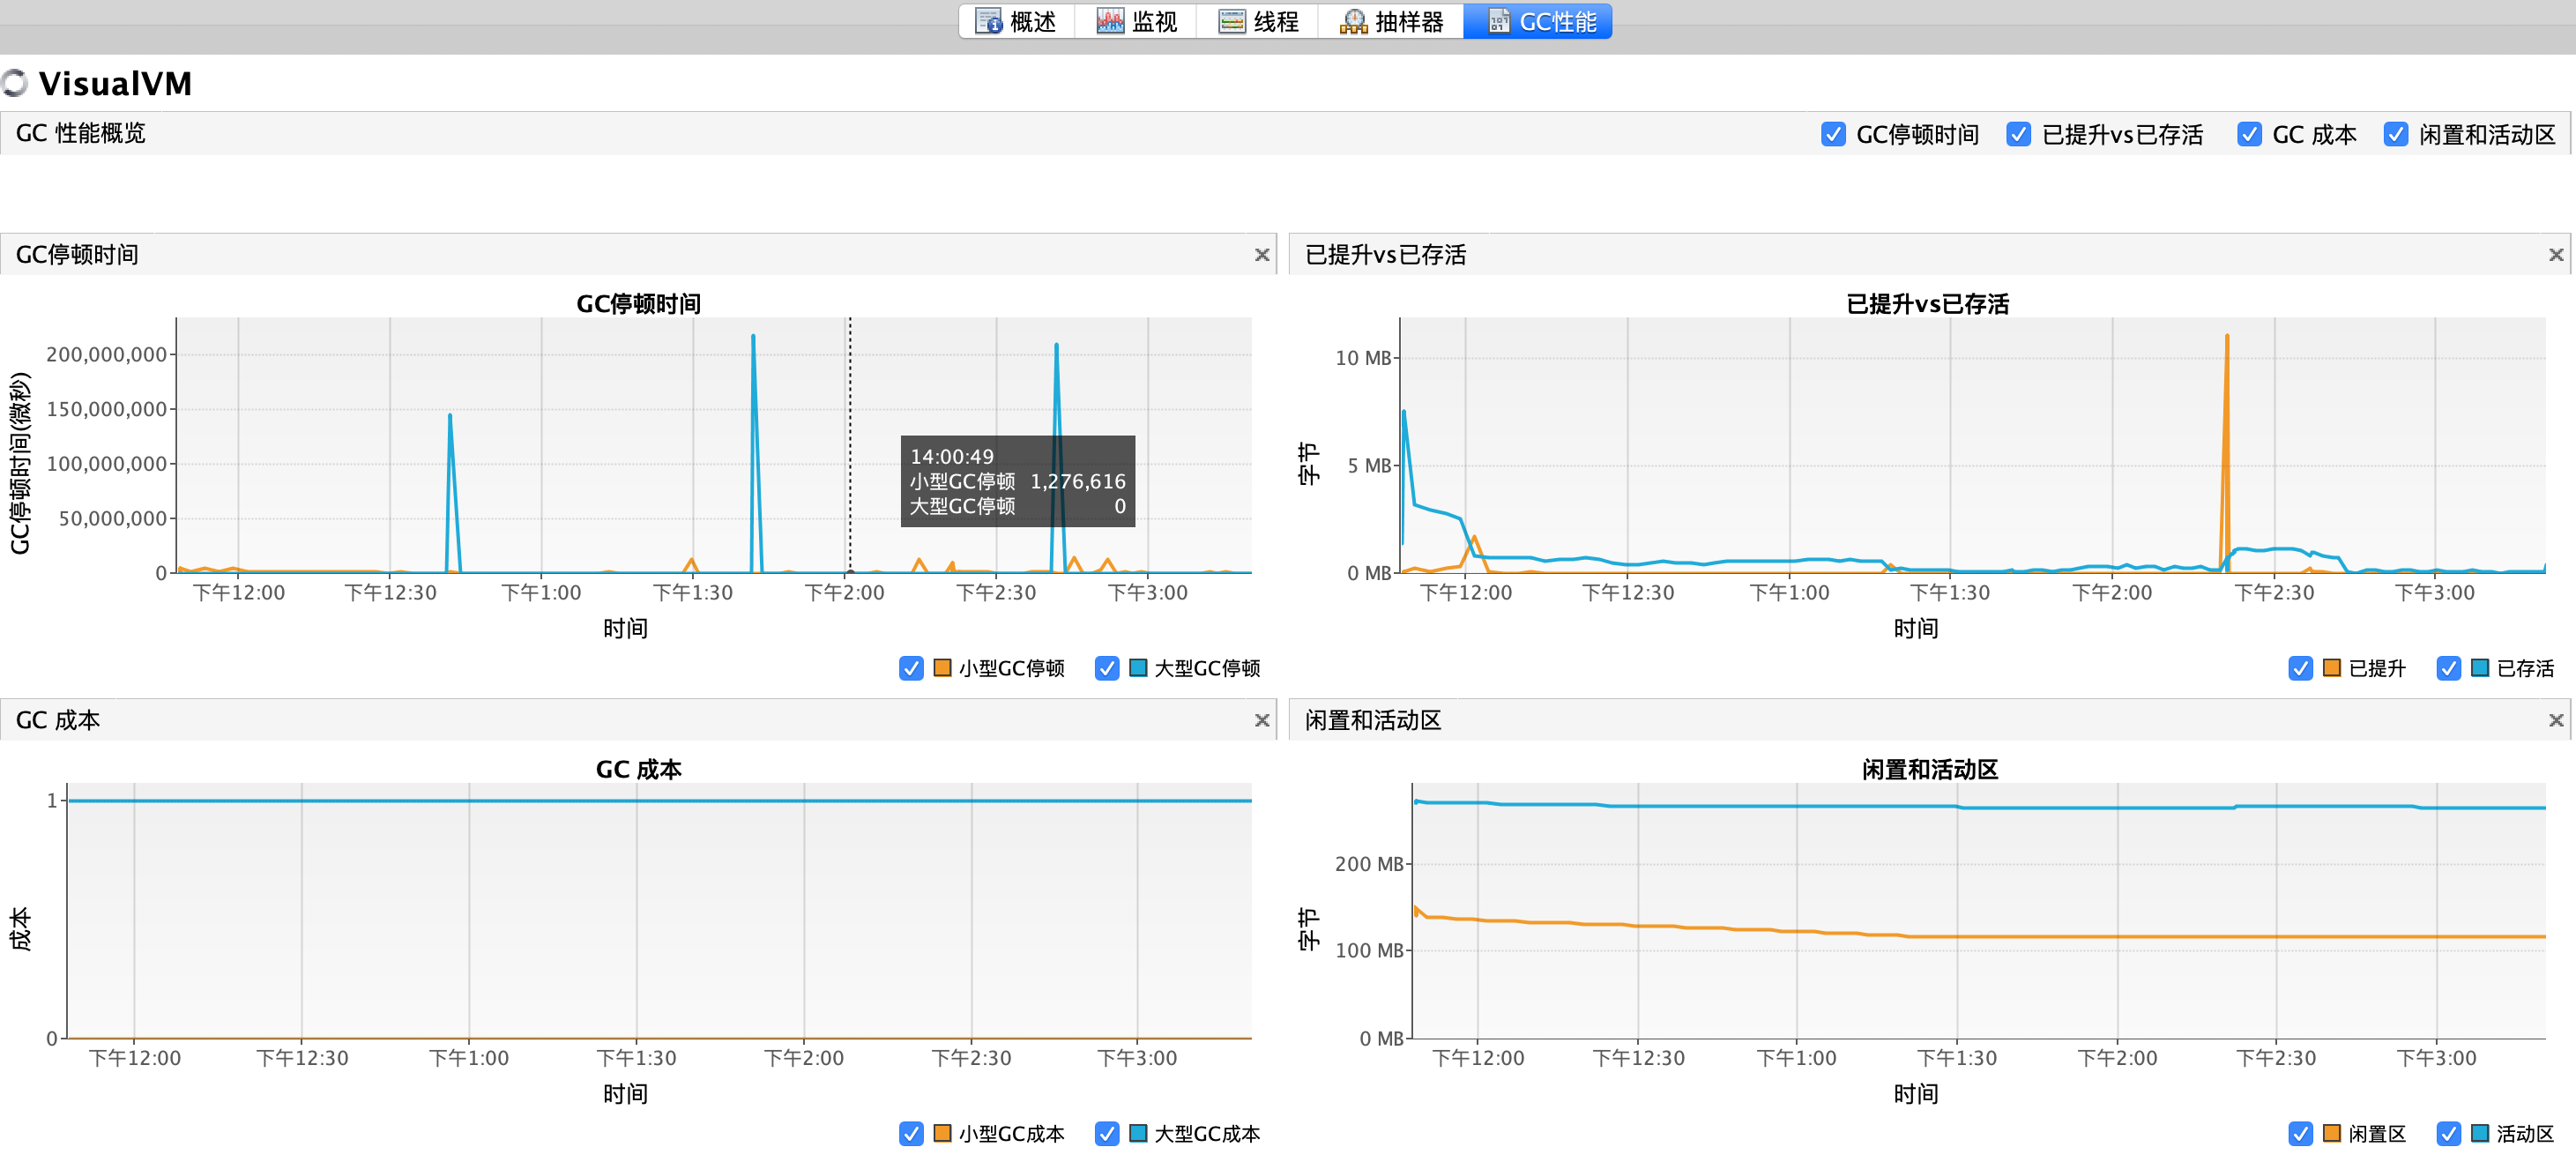 概述 监视 线程 抽样器 GC性能
VisualVM
GC 性能概览 GC停顿时间 已提升vs已存活 GC 成本 闲置和活动区
GC停顿时间
GC停顿时间
GC停顿时间(微秒)
200,000,000
150,000,000
100,000,000
50,000,000
0
14:00:49
小型GC停顿 1,276,616
大型GC停顿 0
下午12:00 下午12:30 下午1:00 下午1:30 下午2:00 下午2:30 下午3:00
时间
小型GC停顿 大型GC停顿
已提升vs已存活
已提升vs已存活
字节
10 MB
5 MB
0 MB
下午12:00 下午12:30 下午1:00 下午1:30 下午2:00 下午2:30 下午3:00
时间
已提升 已存活
GC 成本
GC 成本
成本
1
0
下午12:00 下午12:30 下午1:00 下午1:30 下午2:00 下午2:30 下午3:00
时间
小型GC成本 大型GC成本
闲置和活动区
闲置和活动区
字节
200 MB
100 MB
0 MB
下午12:00 下午12:30 下午1:00 下午1:30 下午2:00 下午2:30 下午3:00
时间
闲置区 活动区